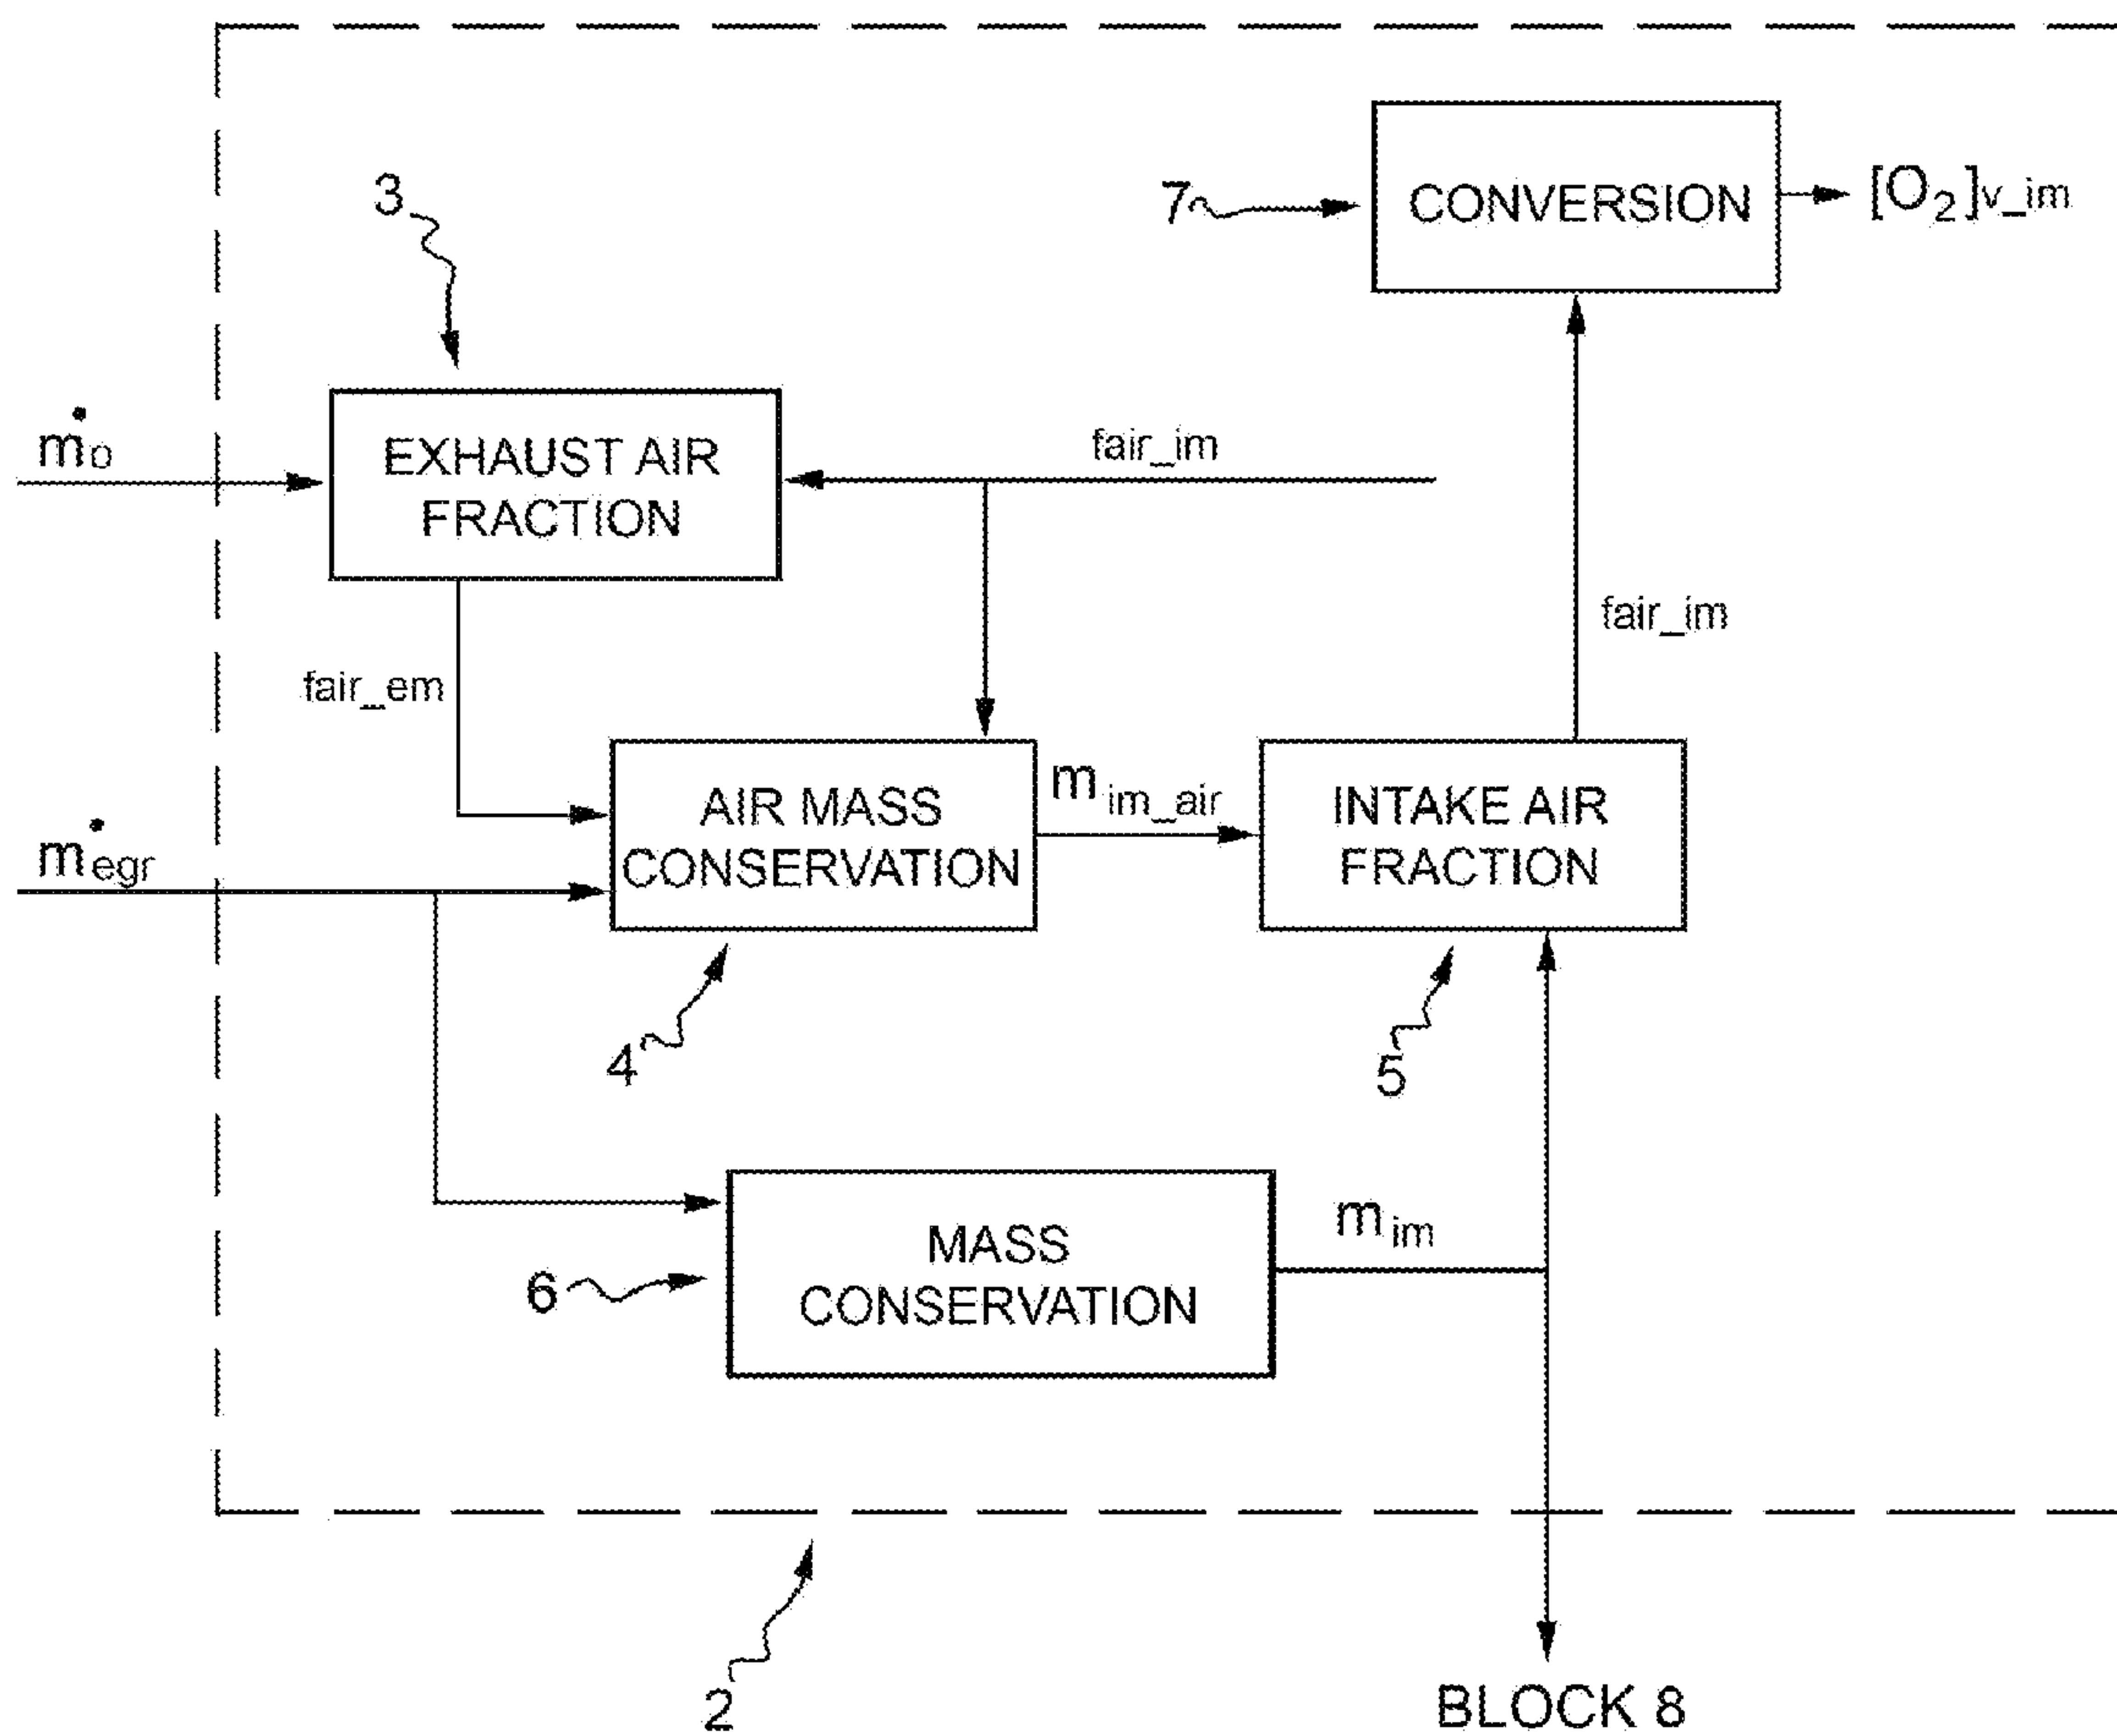 CONVERSION
7
[O₂]v_im
3
ṁo
EXHAUST AIR
FRACTION
fair_im
fair_im
fair_em
ṁegr
AIR MASS
CONSERVATION
m im_air
INTAKE AIR
FRACTION
4
5
6
MASS
CONSERVATION
m im
2
BLOCK 8